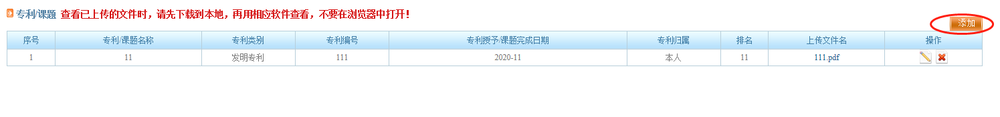 专利/课题 查看已上传的文件时，请先下载到本地，再用相应软件查看，不要在浏览器中打开！
添加
序号 专利/课题名称 专利类别 专利编号 专利授予/课题完成日期 专利归属 排名 上传文件名 操作
1 11 发明专利 111 2020-11 本人 11 111.pdf